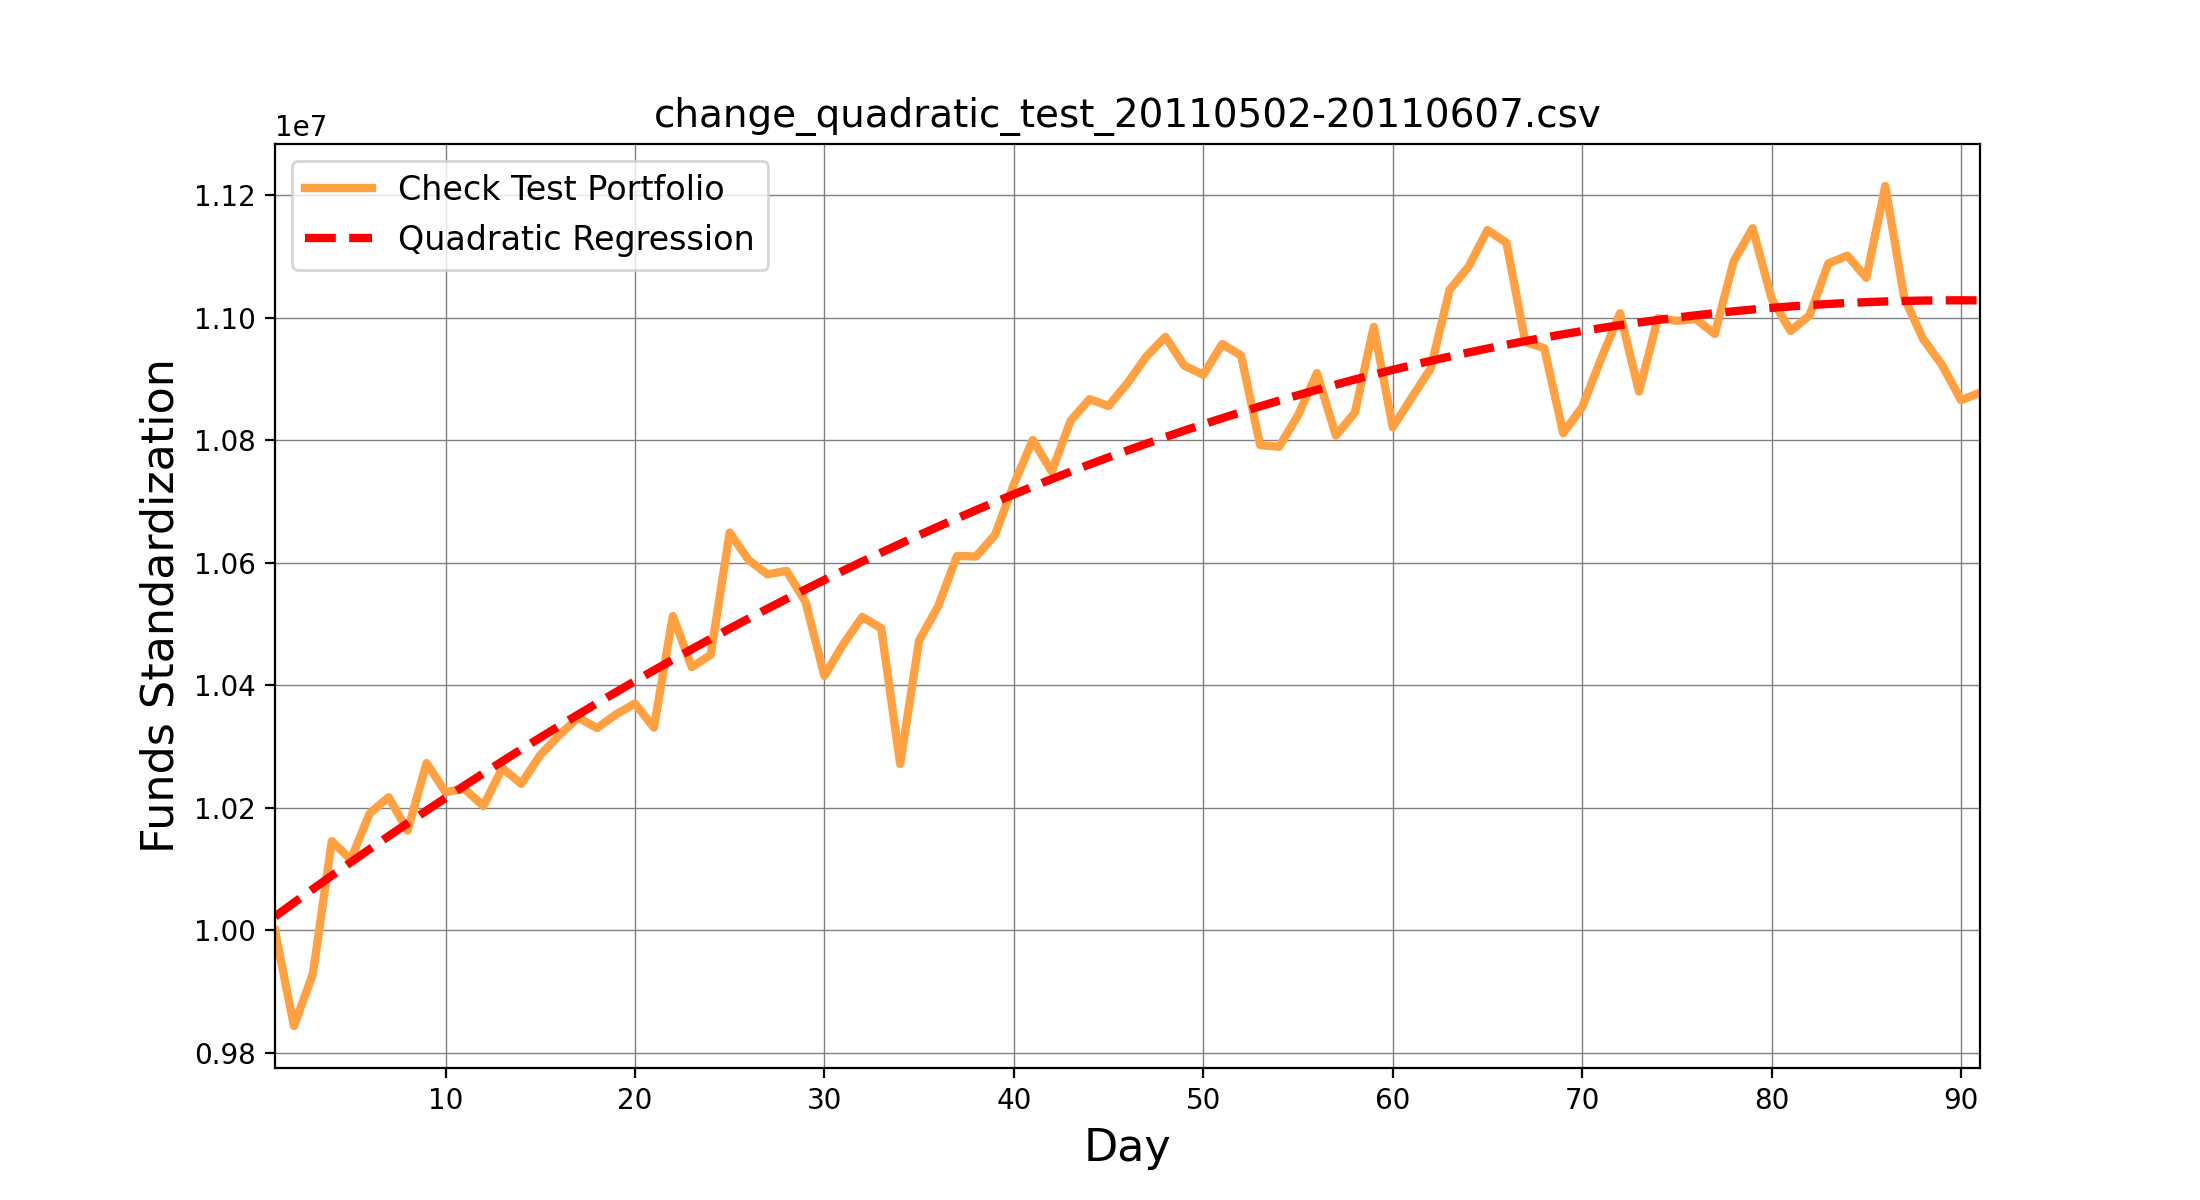 change_quadratic_test_20110502-20110607.csv
1e7
Check Test Portfolio
Quadratic Regression
1.12
1.10
1.08
1.06
1.04
1.02
1.00
0.98
Funds Standardization
10 20 30 40 50 60 70 80 90
Day